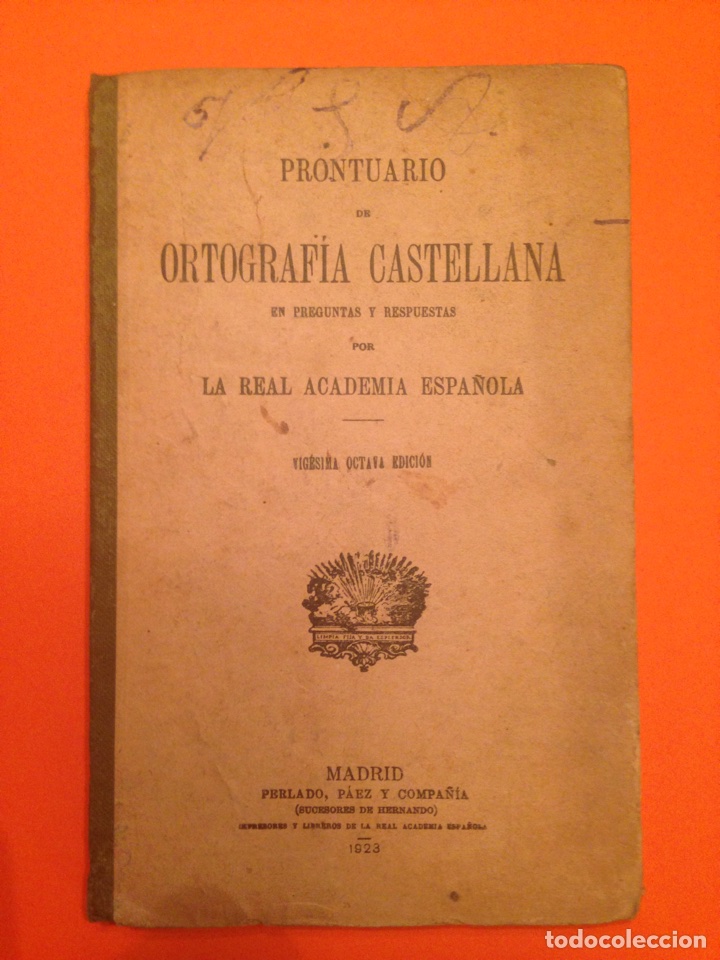 PRONTUARIO
DE
ORTOGRAFÍA CASTELLANA
EN PREGUNTAS Y RESPUESTAS
POR
LA REAL ACADEMIA ESPAÑOLA
VIGÉSIMA OCTAVA EDICIÓN
LIMPIA FIJA Y DA ESPLENDOR
MADRID
PERLADO, PÁEZ Y COMPAÑÍA
(SUCESORES DE HERNANDO)
IMPRESORES Y LIBREROS DE LA REAL ACADEMIA ESPAÑOLA
1923
todocoleccion